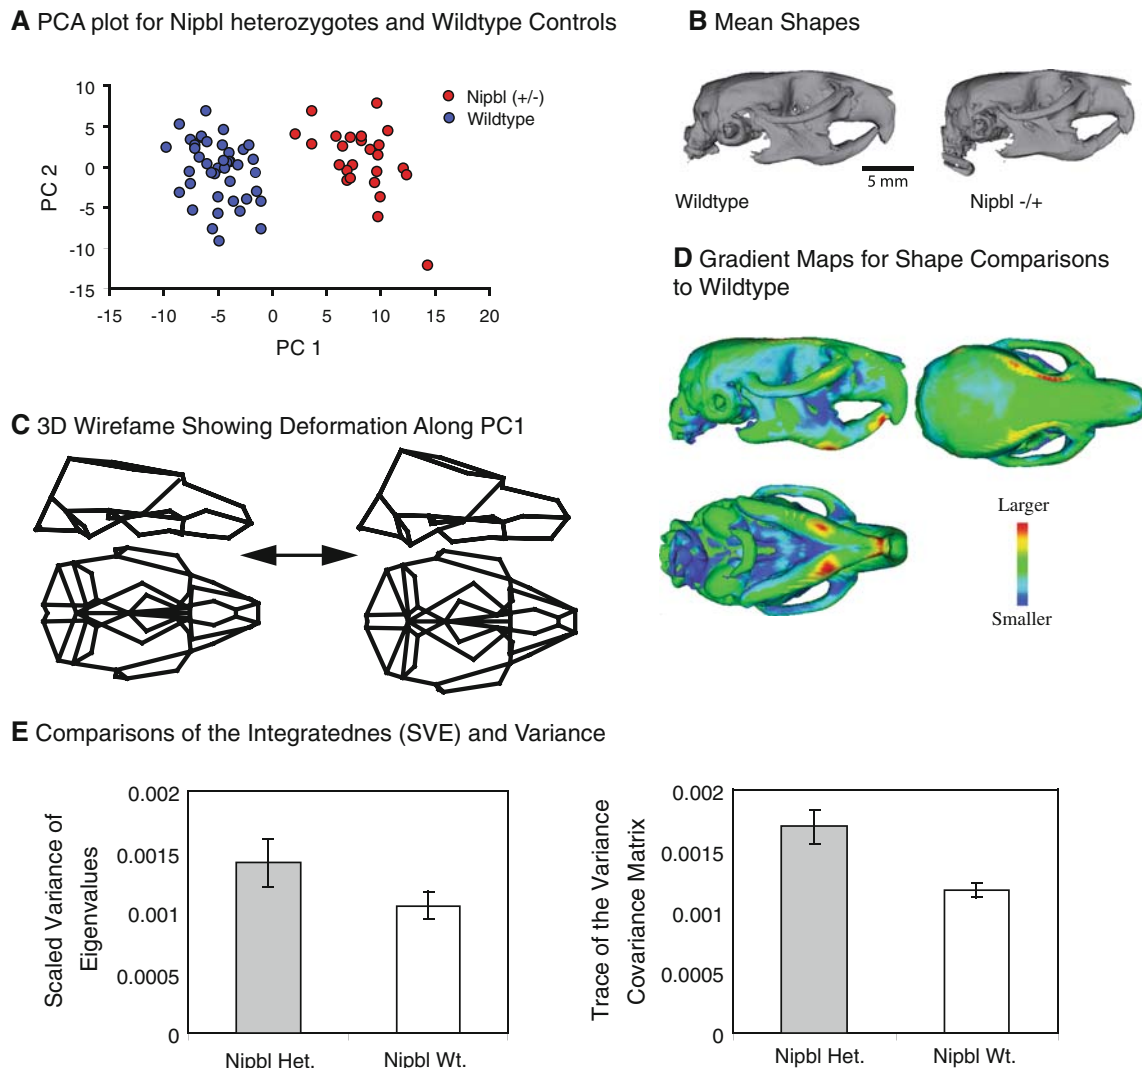 A PCA plot for Nipbl heterozygotes and Wildtype Controls
10
5
0
-5
-10
-15
PC 2
-15 -10 -5 0 5 10 15 20
PC 1
Nipbl (+/-)
Wildtype
B Mean Shapes
5 mm
Wildtype
Nipbl -/+
C 3D Wirefame Showing Deformation Along PC1
D Gradient Maps for Shape Comparisons
to Wildtype
Larger
Smaller
E Comparisons of the Integratednes (SVE) and Variance
Scaled Variance of
Eigenvalues
0.002
0.0015
0.001
0.0005
0
Nipbl Het. Nipbl Wt.
Trace of the Variance
Covariance Matrix
0.002
0.0015
0.001
0.0005
0
Nipbl Het. Nipbl Wt.